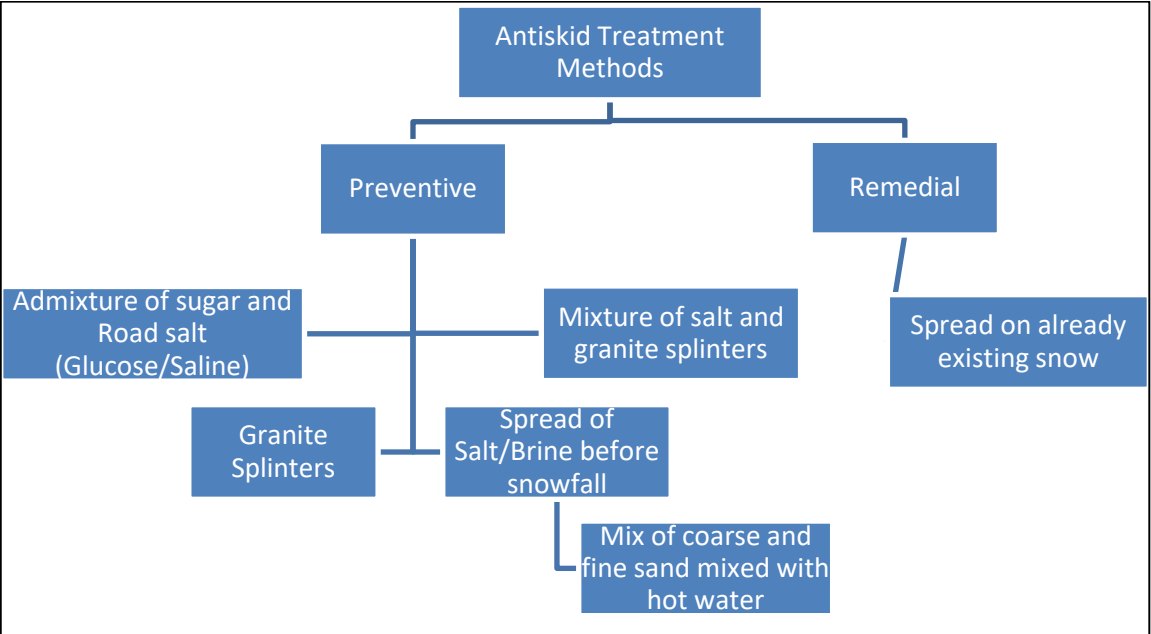 Antiskid Treatment
Methods
Preventive
Remedial
Admixture of sugar and
Road salt
(Glucose/Saline)
Mixture of salt and
granite splinters
Spread on already
existing snow
Granite
Splinters
Spread of
Salt/Brine before
snowfall
Mix of coarse and
fine sand mixed with
hot water